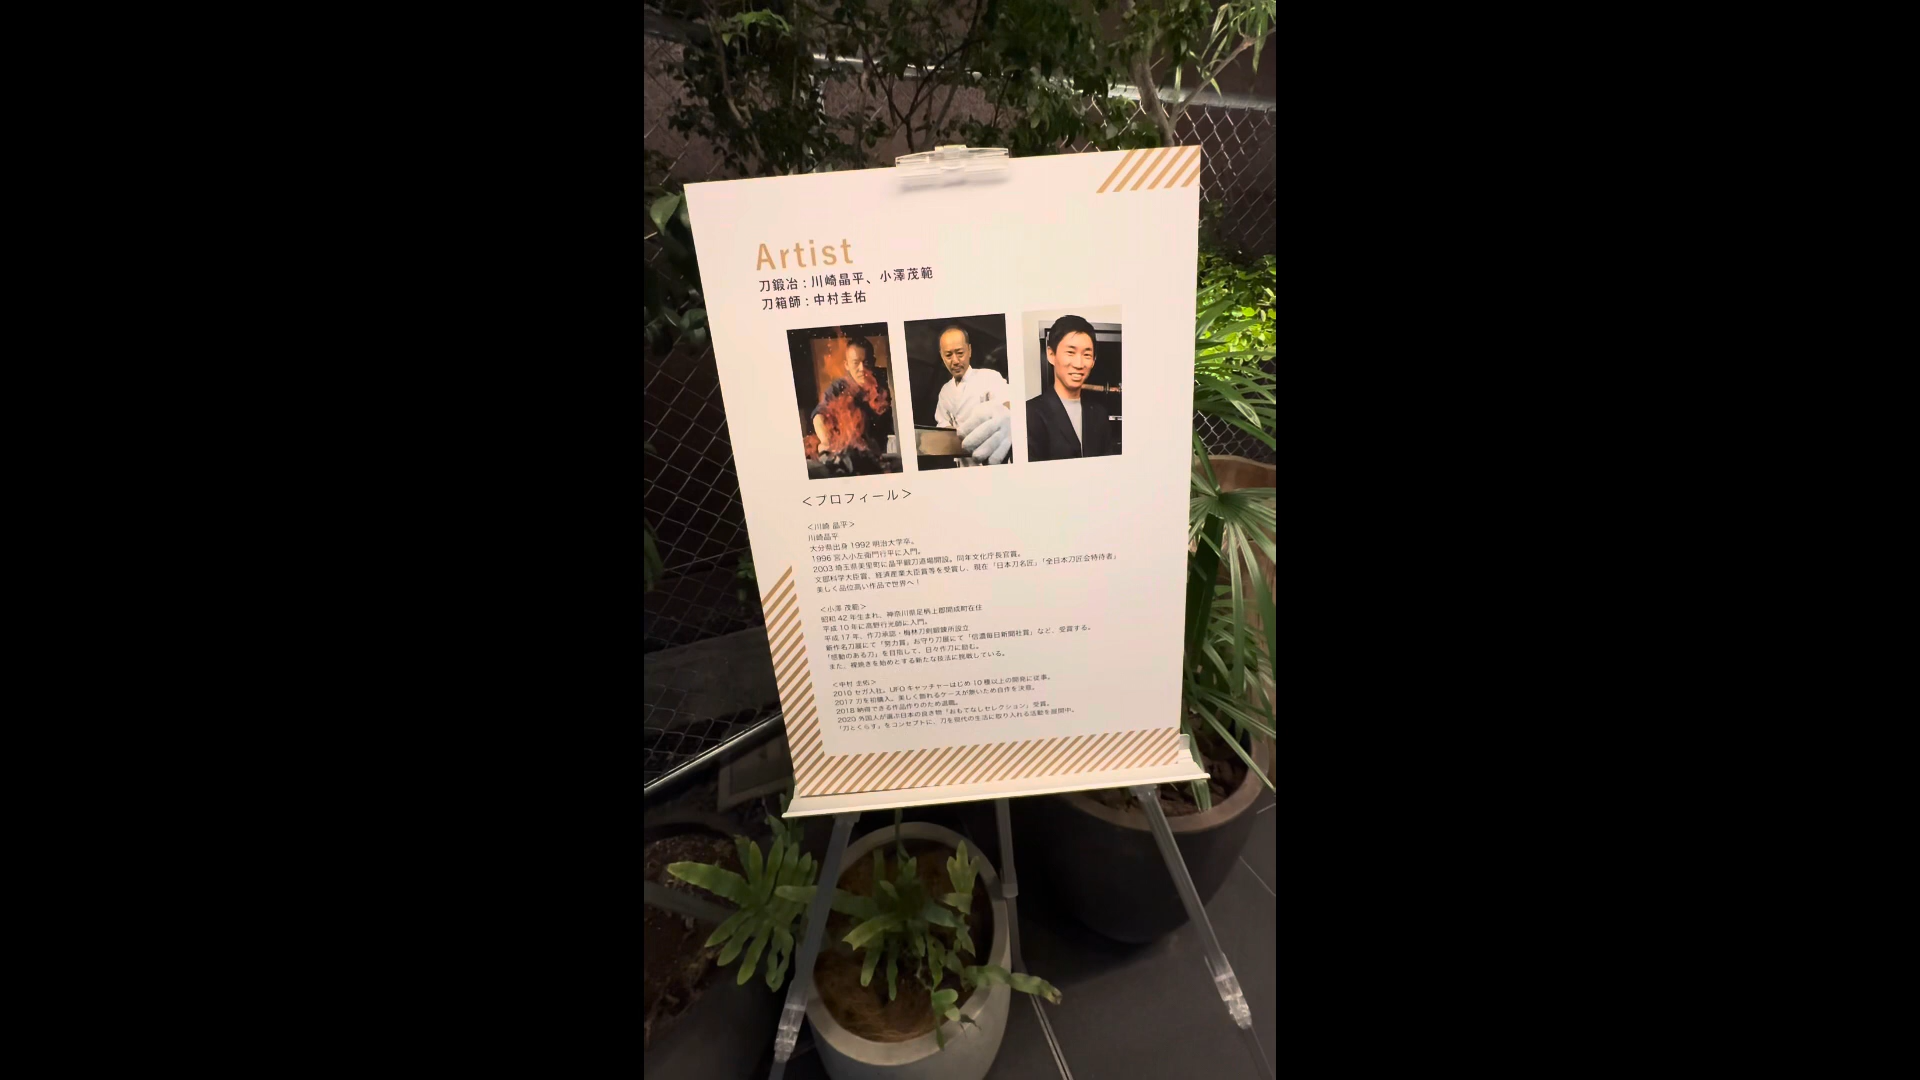 Artist
刀鍛冶：川崎晶平、小澤茂範
刀箱師：中村圭佑
＜プロフィール＞
＜川崎 晶平＞
川崎晶平
大分県出身 1992 明治大学卒。
1996 宮入小左衛門行平に入門。
2003 埼玉県美里町に晶平鍛刀道場開設。同年文化庁長官賞。
文部科学大臣賞、経済産業大臣賞等を受賞し、現在「日本刀名匠」「全日本刀匠会特待者」
美しく品位高い作品で世界へ！
＜小澤 茂範＞
昭和 42 年生まれ、神奈川県足柄上郡開成町在住
平成 10 年に高野行光師に入門。
平成 17 年、作刀承認・梅林刀剣鍛錬所設立
新作名刀展にて「努力賞」お守り刀展にて「信濃毎日新聞社賞」など、受賞する。
「感動のある刀」を目指して、日々作刀に励む。
また、裸焼きを始めとする新たな技法に挑戦している。
＜中村 圭佑＞
2010 セガ入社。UFO キャッチャーはじめ 10 種以上の開発に従事。
2017 刀を初購入。美しく飾れるケースが無いため自作を決意。
2018 納得できる作品作りのため退職。
2020 外国人が選ぶ日本の良き物「おもてなしセレクション」受賞。
「刀とくらす」をコンセプトに、刀を現代の生活に取り入れる活動を展開中。